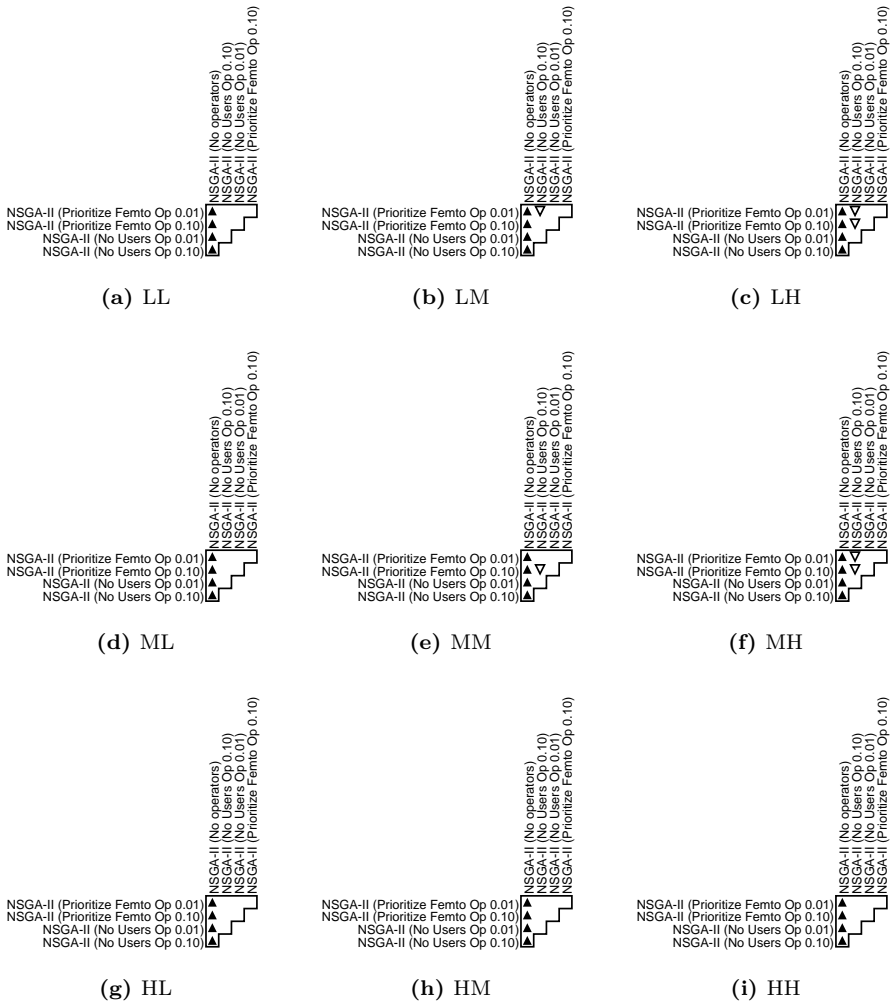 NSGA-II (No operators)
NSGA-II (No Users Op 0.10)
NSGA-II (No Users Op 0.01)
NSGA-II (Prioritize Femto Op 0.10)
NSGA-II (Prioritize Femto Op 0.01)
NSGA-II (Prioritize Femto Op 0.10)
NSGA-II (No Users Op 0.01)
NSGA-II (No Users Op 0.10)
(a) LL
NSGA-II (No operators)
NSGA-II (No Users Op 0.10)
NSGA-II (No Users Op 0.01)
NSGA-II (Prioritize Femto Op 0.10)
NSGA-II (Prioritize Femto Op 0.01)
NSGA-II (Prioritize Femto Op 0.10)
NSGA-II (No Users Op 0.01)
NSGA-II (No Users Op 0.10)
(b) LM
NSGA-II (No operators)
NSGA-II (No Users Op 0.10)
NSGA-II (No Users Op 0.01)
NSGA-II (Prioritize Femto Op 0.10)
NSGA-II (Prioritize Femto Op 0.01)
NSGA-II (Prioritize Femto Op 0.10)
NSGA-II (No Users Op 0.01)
NSGA-II (No Users Op 0.10)
(c) LH
NSGA-II (No operators)
NSGA-II (No Users Op 0.10)
NSGA-II (No Users Op 0.01)
NSGA-II (Prioritize Femto Op 0.10)
NSGA-II (Prioritize Femto Op 0.01)
NSGA-II (Prioritize Femto Op 0.10)
NSGA-II (No Users Op 0.01)
NSGA-II (No Users Op 0.10)
(d) ML
NSGA-II (No operators)
NSGA-II (No Users Op 0.10)
NSGA-II (No Users Op 0.01)
NSGA-II (Prioritize Femto Op 0.10)
NSGA-II (Prioritize Femto Op 0.01)
NSGA-II (Prioritize Femto Op 0.10)
NSGA-II (No Users Op 0.01)
NSGA-II (No Users Op 0.10)
(e) MM
NSGA-II (No operators)
NSGA-II (No Users Op 0.10)
NSGA-II (No Users Op 0.01)
NSGA-II (Prioritize Femto Op 0.10)
NSGA-II (Prioritize Femto Op 0.01)
NSGA-II (Prioritize Femto Op 0.10)
NSGA-II (No Users Op 0.01)
NSGA-II (No Users Op 0.10)
(f) MH
NSGA-II (No operators)
NSGA-II (No Users Op 0.10)
NSGA-II (No Users Op 0.01)
NSGA-II (Prioritize Femto Op 0.10)
NSGA-II (Prioritize Femto Op 0.01)
NSGA-II (Prioritize Femto Op 0.10)
NSGA-II (No Users Op 0.01)
NSGA-II (No Users Op 0.10)
(g) HL
NSGA-II (No operators)
NSGA-II (No Users Op 0.10)
NSGA-II (No Users Op 0.01)
NSGA-II (Prioritize Femto Op 0.10)
NSGA-II (Prioritize Femto Op 0.01)
NSGA-II (Prioritize Femto Op 0.10)
NSGA-II (No Users Op 0.01)
NSGA-II (No Users Op 0.10)
(h) HM
NSGA-II (No operators)
NSGA-II (No Users Op 0.10)
NSGA-II (No Users Op 0.01)
NSGA-II (Prioritize Femto Op 0.10)
NSGA-II (Prioritize Femto Op 0.01)
NSGA-II (Prioritize Femto Op 0.10)
NSGA-II (No Users Op 0.01)
NSGA-II (No Users Op 0.10)
(i) HH